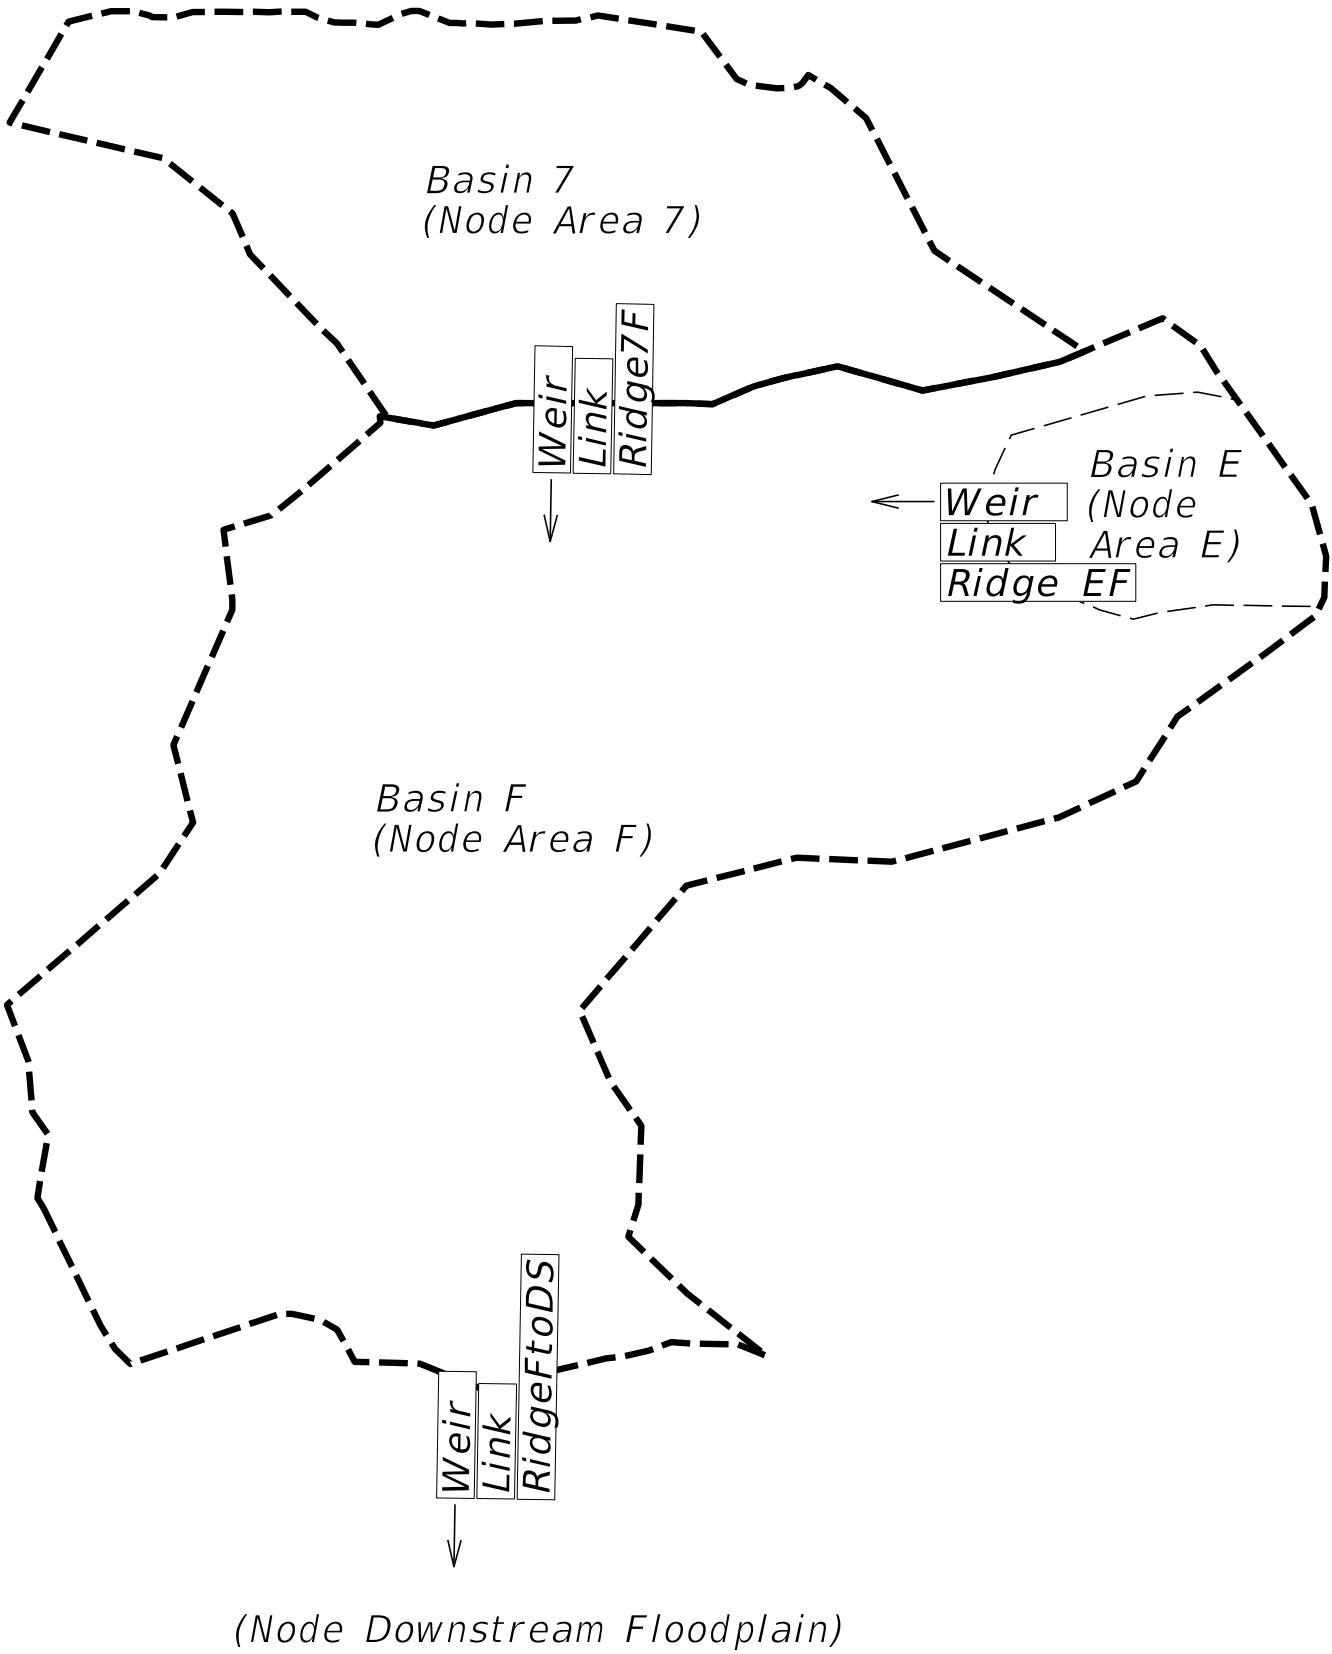 Basin 7
(Node Area 7)
Weir
Link
Ridge7F
Basin E
(Node
Area E)
Weir
Link
Ridge EF
Basin F
(Node Area F)
Weir
Link
RidgeFtoDS
(Node Downstream Floodplain)